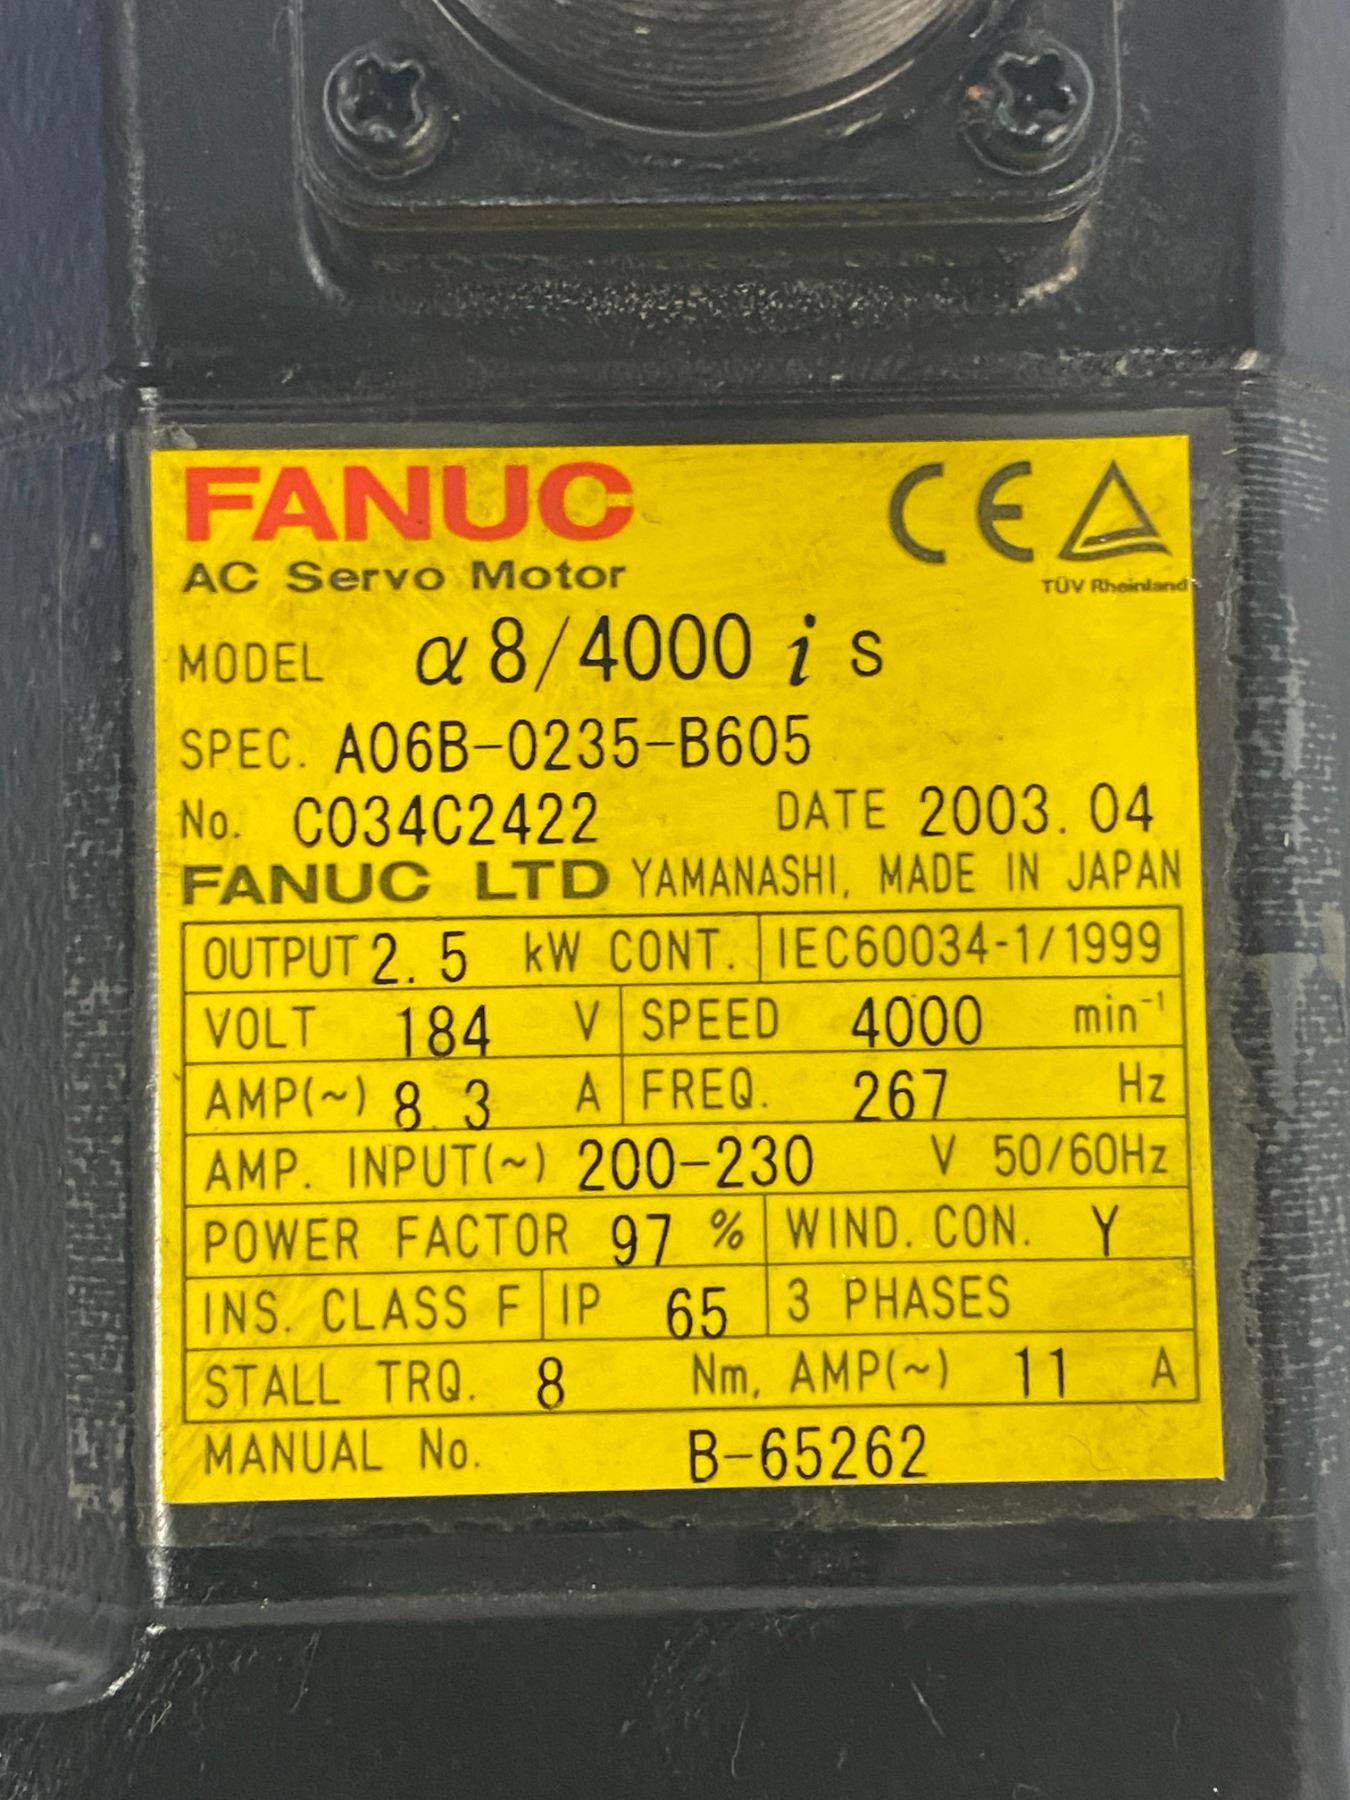 FANUC
CE
AC Servo Motor
TÜV Rheinland
MODEL α8/4000 i s
SPEC. A06B-0235-B605
No. C034C2422 DATE 2003.04
FANUC LTD YAMANASHI, MADE IN JAPAN
OUTPUT 2.5 kW CONT. IEC60034-1/1999
VOLT 184 V SPEED 4000 min⁻¹
AMP(~) 8.3 A FREQ. 267 Hz
AMP. INPUT(~) 200-230 V 50/60Hz
POWER FACTOR 97 % WIND. CON. Y
INS. CLASS F IP 65 3 PHASES
STALL TRQ. 8 Nm, AMP(~) 11 A
MANUAL No. B-65262